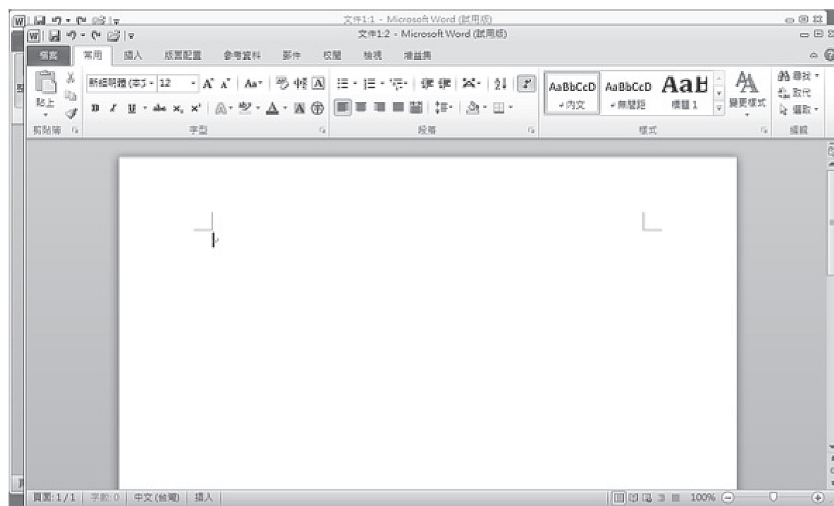 文件1:1 - Microsoft Word (試用版)
文件1:2 - Microsoft Word (試用版)
檔案 常用 插入 版面配置 參考資料 郵件 校閱 檢視 增益集
貼上
新細明體 (本文 12
AaBbCcD AaBbCcD AaB
內文 無間距 標題 1
變更樣式
尋找
取代
選取
剪貼簿 字型 段落 樣式 編輯
頁面: 1/1 字數: 0 中文 (台灣) 插入 100%